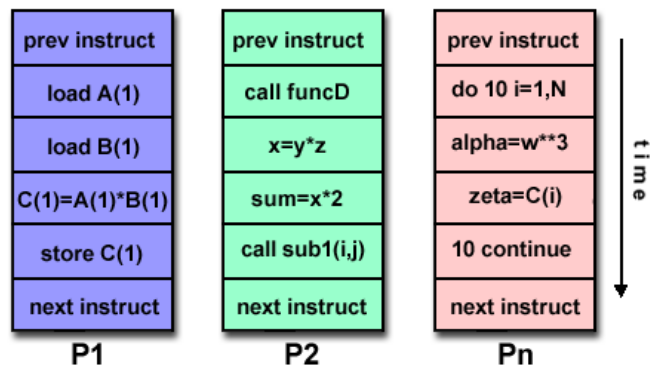 prev instruct
load A(1)
load B(1)
C(1)=A(1)*B(1)
store C(1)
next instruct
P1
prev instruct
call funcD
x=y*z
sum=x*2
call sub1(i,j)
next instruct
P2
prev instruct
do 10 i=1,N
alpha=w**3
zeta=C(i)
10 continue
next instruct
Pn
time